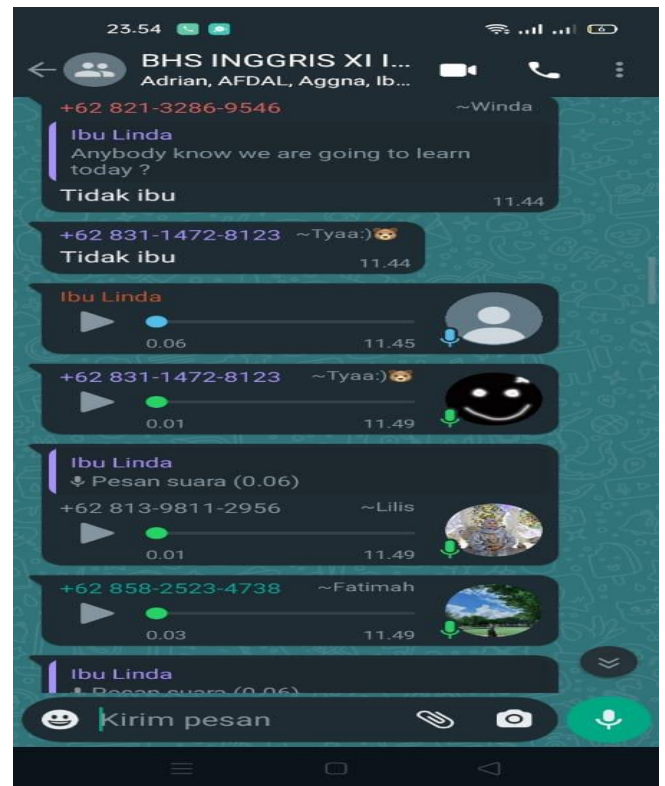 23.54
BHS INGGRIS XI I...
Adrian, AFDAL, Aggna, Ib...
+62 821-3286-9546 ~Winda
Ibu Linda
Anybody know we are going to learn
today ?
Tidak ibu 11.44
+62 831-1472-8123 ~Tyaa:)🐻
Tidak ibu 11.44
Ibu Linda
0.06 11.45
+62 831-1472-8123 ~Tyaa:)🐻
0.01 11.49
Ibu Linda
Pesan suara (0.06)
+62 813-9811-2956 ~Lilis
0.01 11.49
+62 858-2523-4738 ~Fatimah
0.03 11.49
Ibu Linda
Pesan suara (0.06)
Kirim pesan